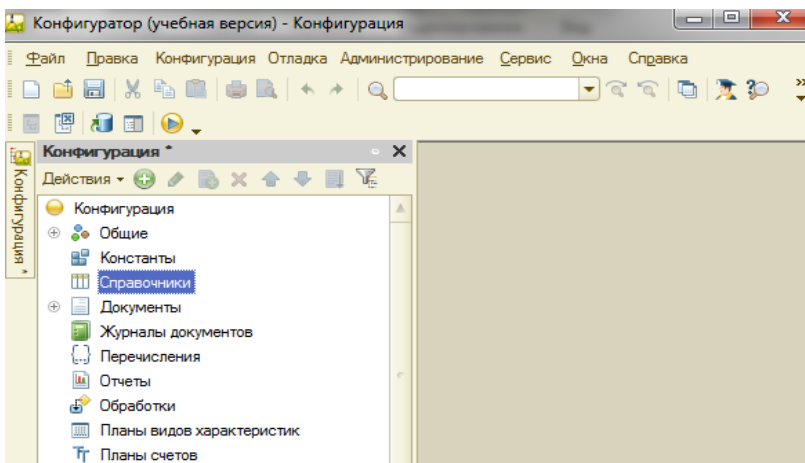 Конфигуратор (учебная версия) - Конфигурация
Файл Правка Конфигурация Отладка Администрирование Сервис Окна Справка
Конфигурация *
Действия
Конфигурация *
Конфигурация
Общие
Константы
Справочники
Документы
Журналы документов
Перечисления
Отчеты
Обработки
Планы видов характеристик
Планы счетов